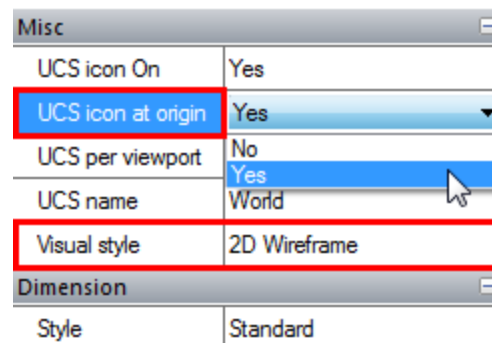 Misc
UCS icon On Yes
UCS icon at origin Yes
UCS per viewport No
Yes
UCS name World
Visual style 2D Wireframe
Dimension
Style Standard